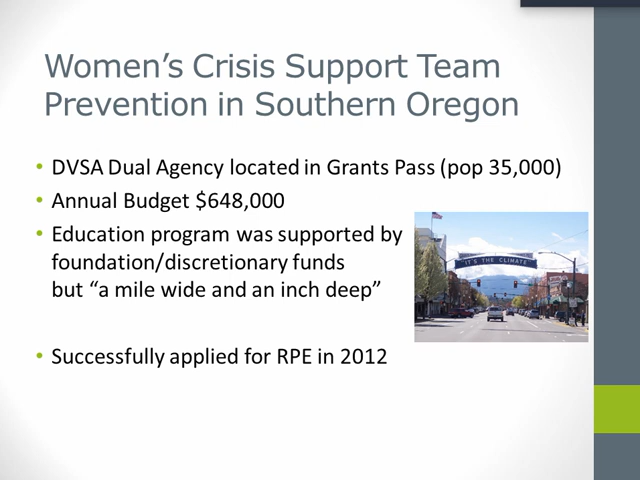 Women’s Crisis Support Team
Prevention in Southern Oregon
• DVSA Dual Agency located in Grants Pass (pop 35,000)
• Annual Budget $648,000
• Education program was supported by
foundation/discretionary funds
but “a mile wide and an inch deep”
"IT'S THE CLIMATE"
• Successfully applied for RPE in 2012